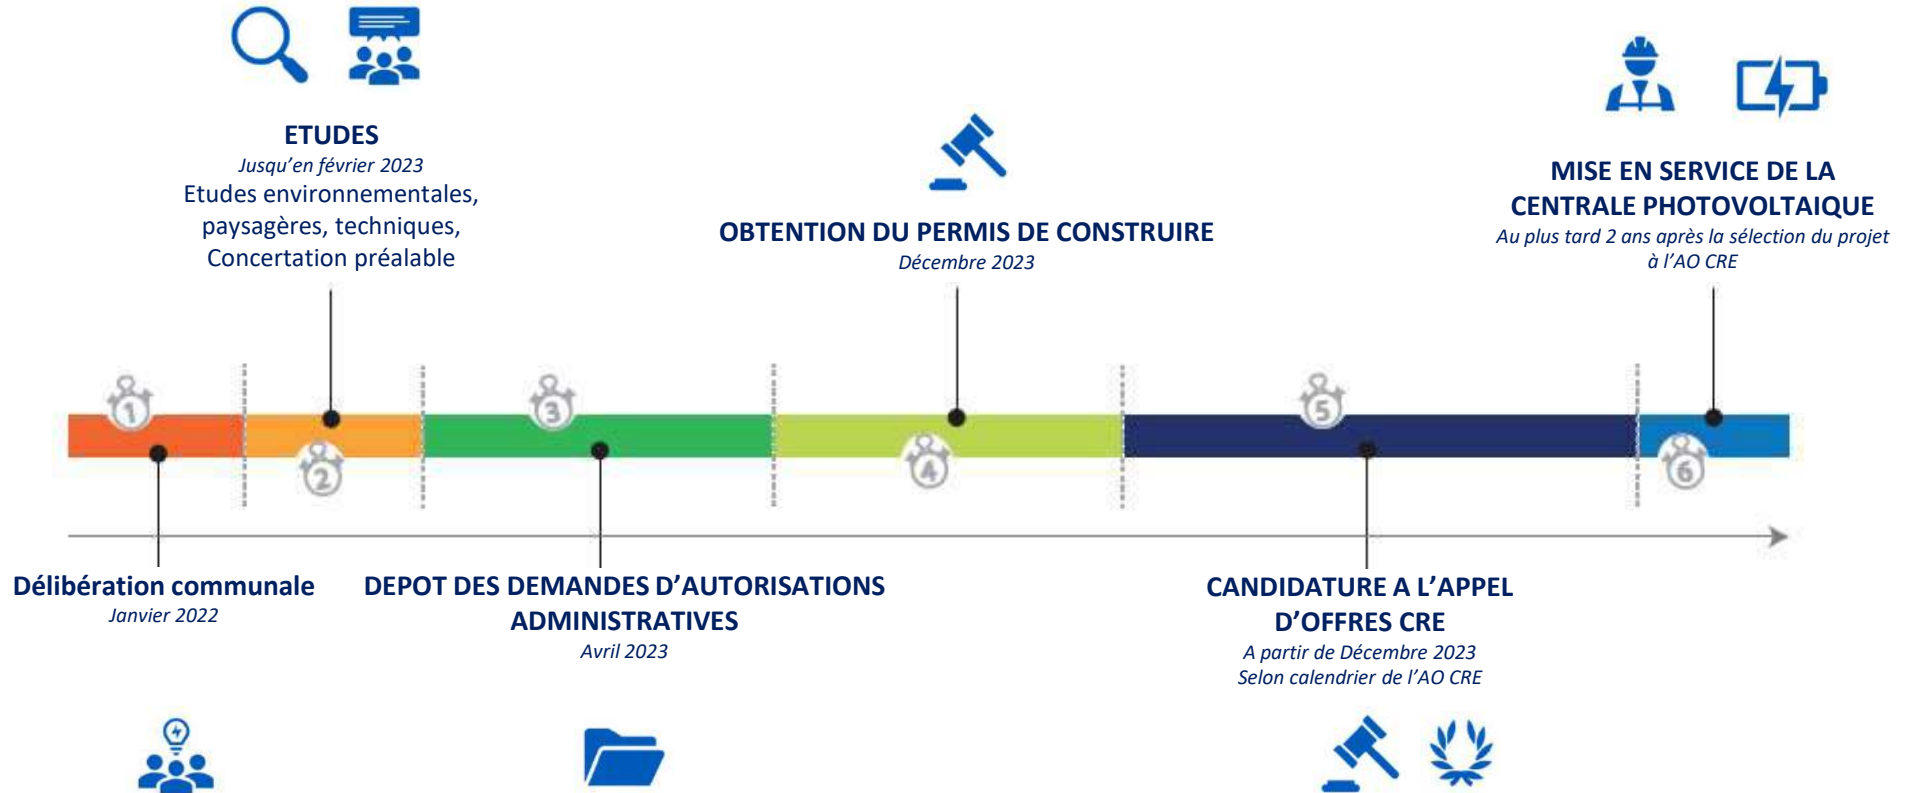 ETUDES
Jusqu'en février 2023
Etudes environnementales,
paysagères, techniques,
Concertation préalable
OBTENTION DU PERMIS DE CONSTRUIRE
Décembre 2023
MISE EN SERVICE DE LA
CENTRALE PHOTOVOLTAIQUE
Au plus tard 2 ans après la sélection du projet
à l'AO CRE
1
2
3
4
5
6
Délibération communale
Janvier 2022
DEPOT DES DEMANDES D'AUTORISATIONS
ADMINISTRATIVES
Avril 2023
CANDIDATURE A L'APPEL
D'OFFRES CRE
A partir de Décembre 2023
Selon calendrier de l'AO CRE